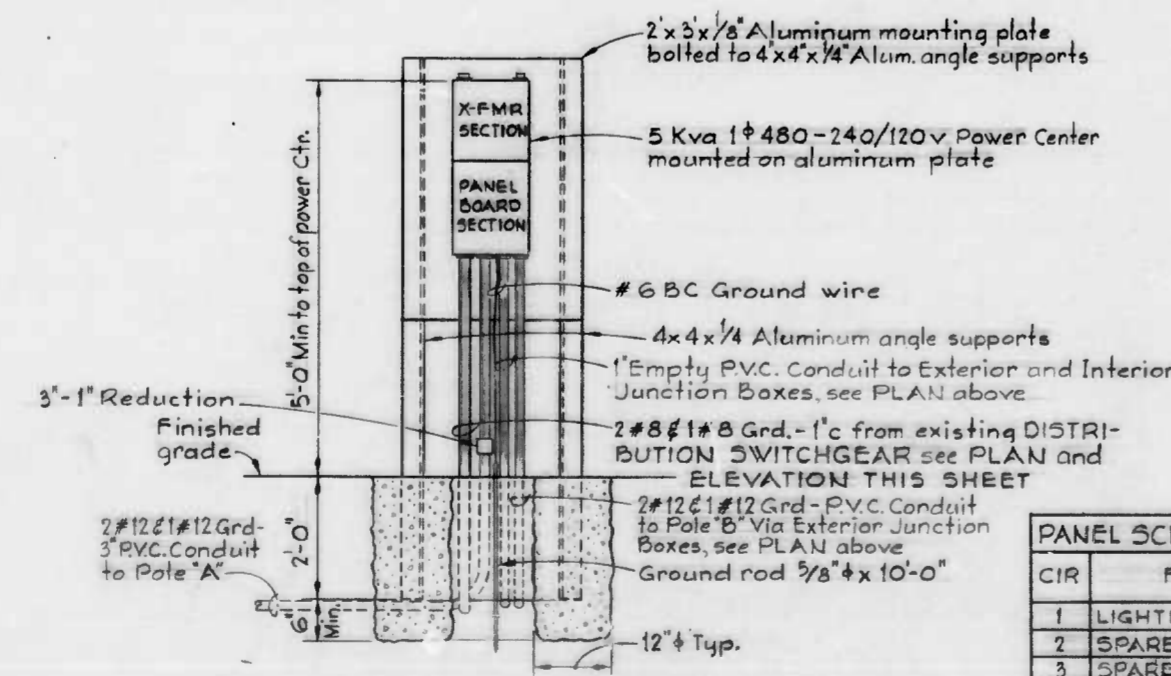 2'x 3'x 1/8" Aluminum mounting plate
bolted to 4"x4"x 1/4" Alum. angle supports
X-FMR
SECTION
5 Kva 1ϕ 480-240/120v Power Center
mounted on aluminum plate
PANEL
BOARD
SECTION
5'-0" Min to top of power Ctr.
#6 BC Ground wire
4x4x 1/4 Aluminum angle supports
1" Empty P.V.C. Conduit to Exterior and Interior
Junction Boxes, see PLAN above
3"-1" Reduction
Finished
grade
2#8 & 1#8 Grd.-1"c from existing DISTRI-
BUTION SWITCHGEAR see PLAN and
ELEVATION THIS SHEET
2#12 & 1#12 Grd-P.V.C. Conduit
to Pole "B" Via Exterior Junction
Boxes, see PLAN above
2#12 & 1#12 Grd-
3" P.V.C. Conduit
to Pole "A"
2'-0"
Ground rod 5/8"ϕ x 10'-0"
6"
Min.
12"ϕ Typ.
PANEL SC
CIR
1 LIGHT
2 SPARE
3 SPARE